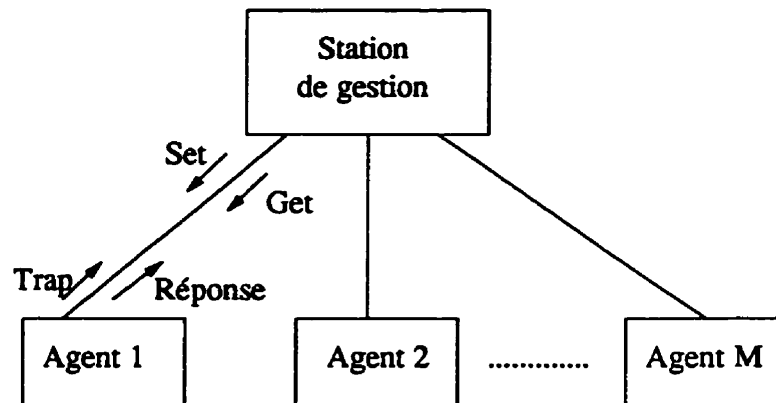 Station
de gestion
Set
Get
Trap
Réponse
Agent 1
Agent 2
.............
Agent M